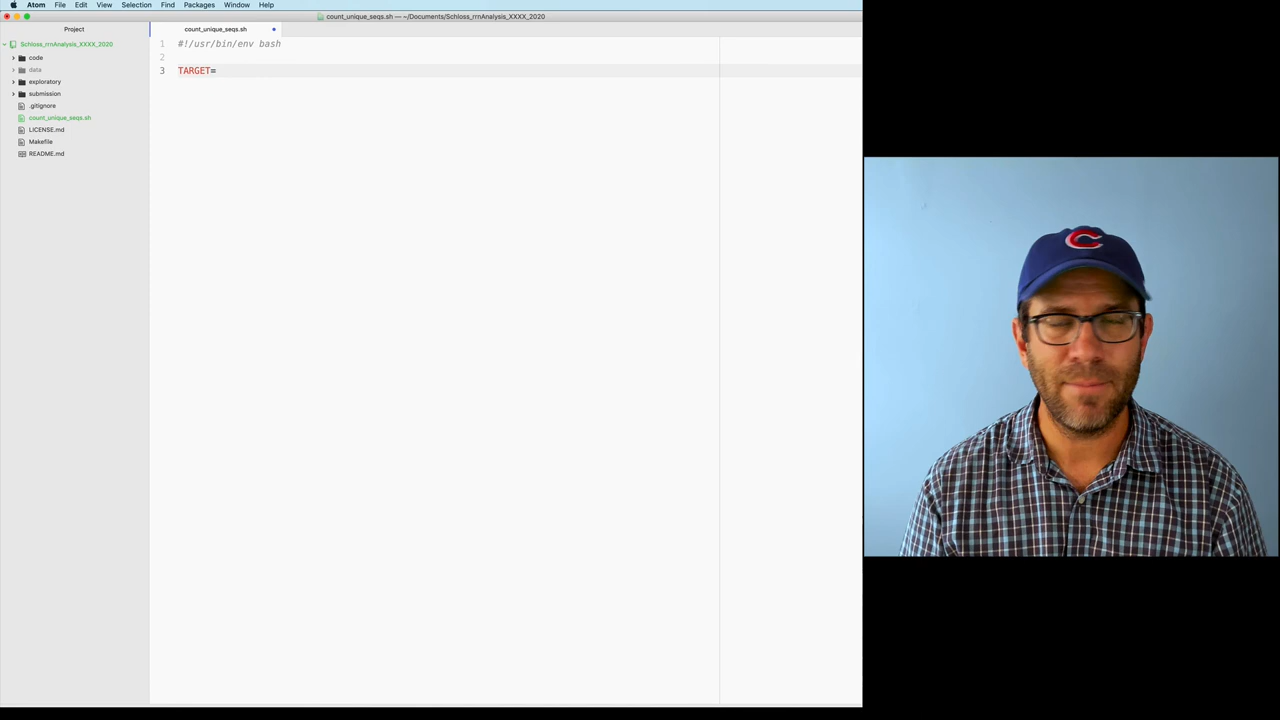 Atom File Edit View Selection Find Packages Window Help
count_unique_seqs.sh — ~/Documents/Schloss_rrnAnalysis_XXXX_2020
Project
count_unique_seqs.sh
Schloss_rrnAnalysis_XXXX_2020
code
data
exploratory
submission
.gitignore
count_unique_seqs.sh
LICENSE.md
Makefile
README.md
1 #!/usr/bin/env bash
2
3 TARGET=
C